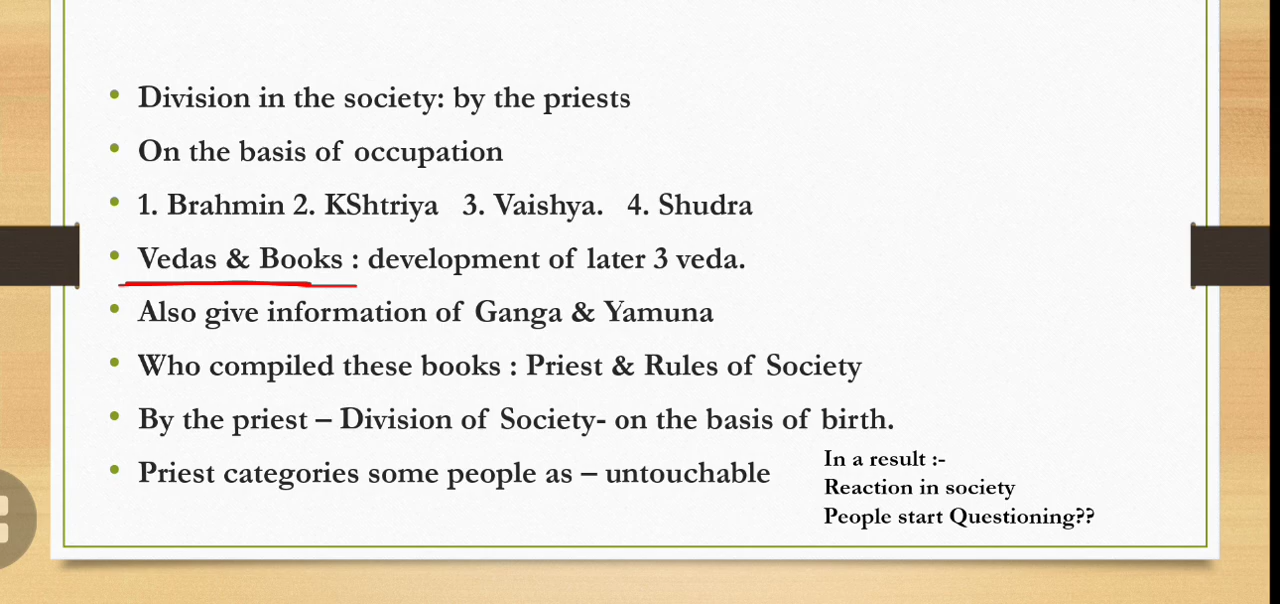 • Division in the society: by the priests
• On the basis of occupation
• 1. Brahmin 2. KShtriya 3. Vaishya. 4. Shudra
• Vedas & Books : development of later 3 veda.
• Also give information of Ganga & Yamuna
• Who compiled these books : Priest & Rules of Society
• By the priest – Division of Society- on the basis of birth.
• Priest categories some people as – untouchable
In a result :-
Reaction in society
People start Questioning??